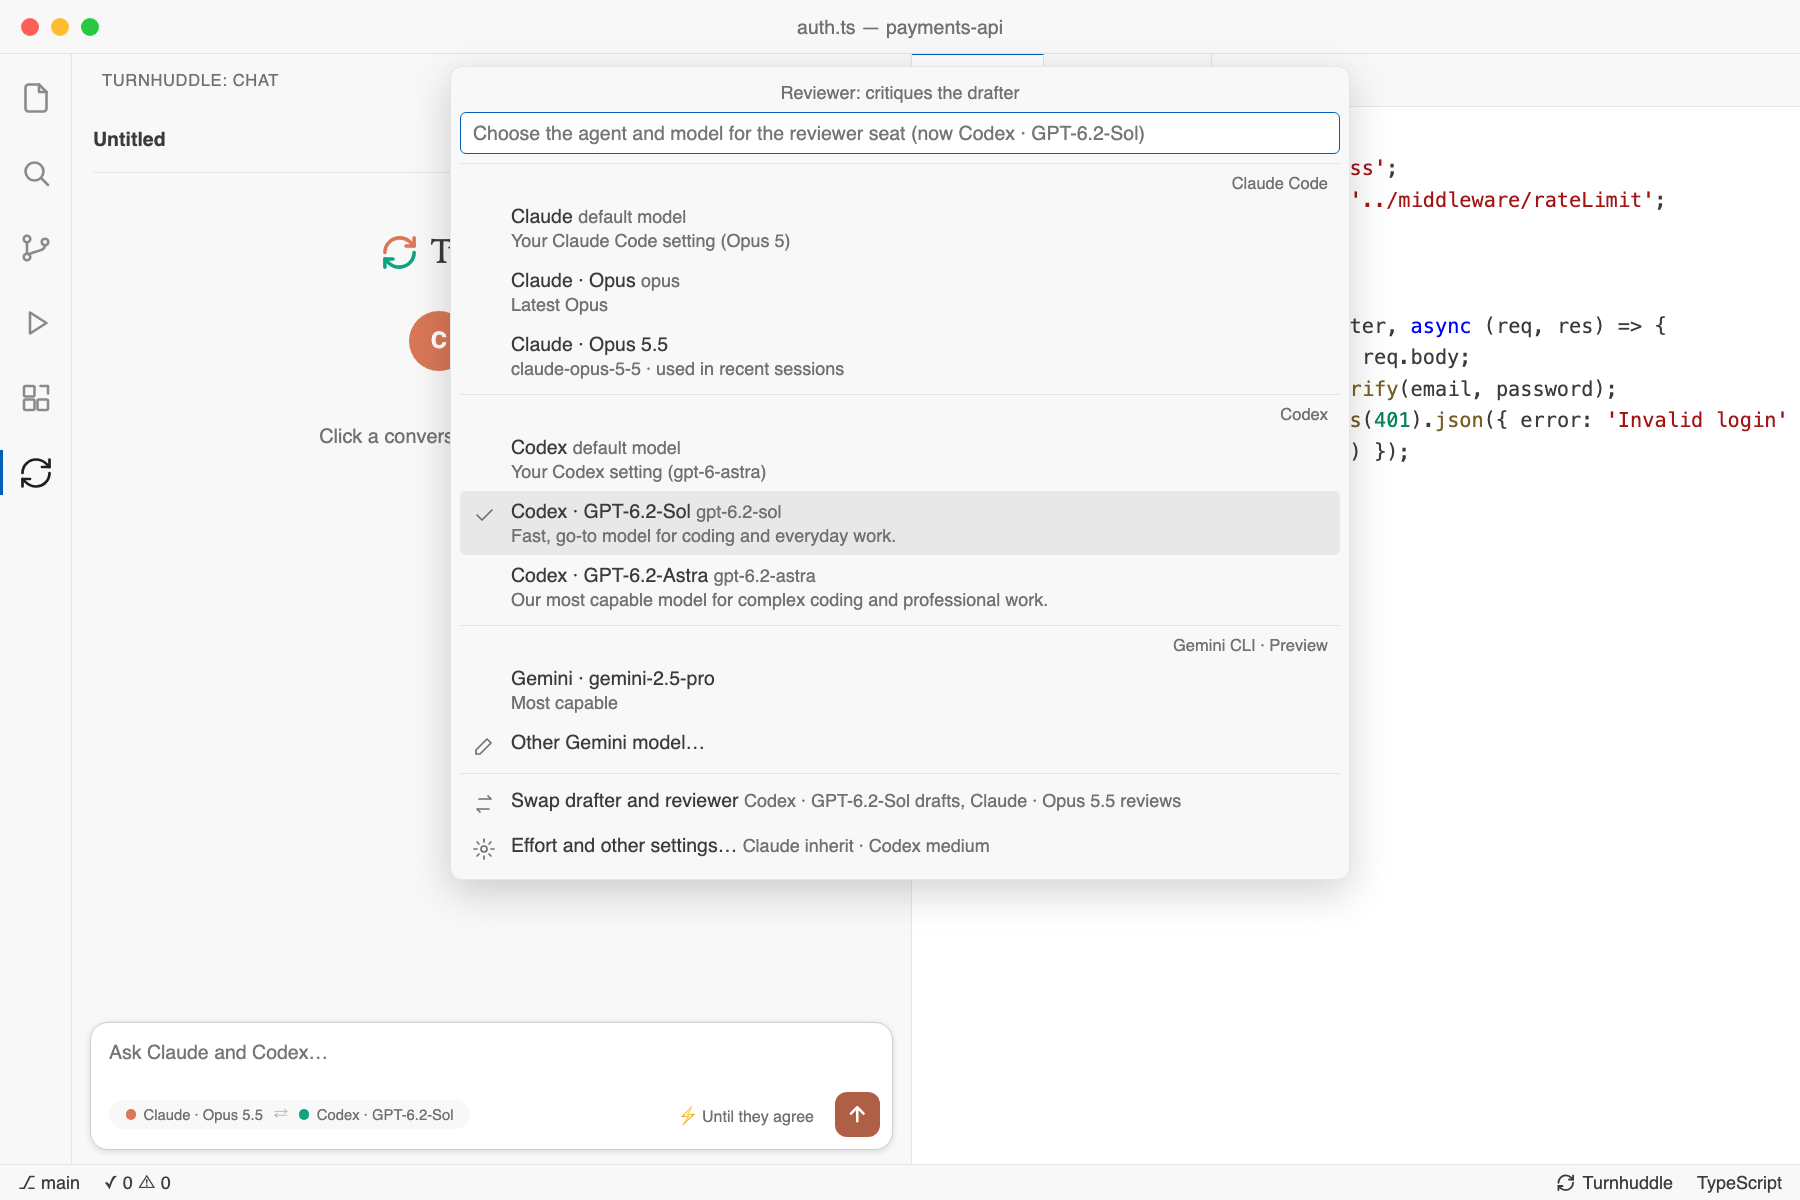 auth.ts — payments-api
TURNHUDDLE: CHAT
Untitled
T
C
Click a convers
Reviewer: critiques the drafter
Choose the agent and model for the reviewer seat (now Codex · GPT-6.2-Sol)
Claude Code
Claude default model
Your Claude Code setting (Opus 5)
Claude · Opus opus
Latest Opus
Claude · Opus 5.5
claude-opus-5-5 · used in recent sessions
Codex
Codex default model
Your Codex setting (gpt-6-astra)
Codex · GPT-6.2-Sol gpt-6.2-sol
Fast, go-to model for coding and everyday work.
Codex · GPT-6.2-Astra gpt-6.2-astra
Our most capable model for complex coding and professional work.
Gemini CLI · Preview
Gemini · gemini-2.5-pro
Most capable
Other Gemini model…
Swap drafter and reviewer Codex · GPT-6.2-Sol drafts, Claude · Opus 5.5 reviews
Effort and other settings… Claude inherit · Codex medium
ss';
'../middleware/rateLimit';
ter, async (req, res) => {
req.body;
rify(email, password);
s(401).json({ error: 'Invalid login'
) });
Ask Claude and Codex…
Claude · Opus 5.5 ⇄ Codex · GPT-6.2-Sol
⚡ Until they agree
main ✓ 0 ⚠ 0
Turnhuddle TypeScript